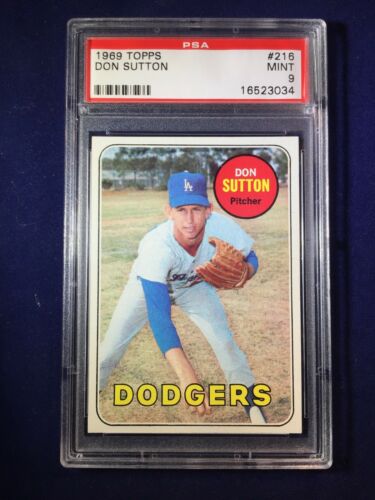 PSA
1969 TOPPS #216
DON SUTTON MINT
9
16523034
LA
DON
SUTTON
Pitcher
DODGERS